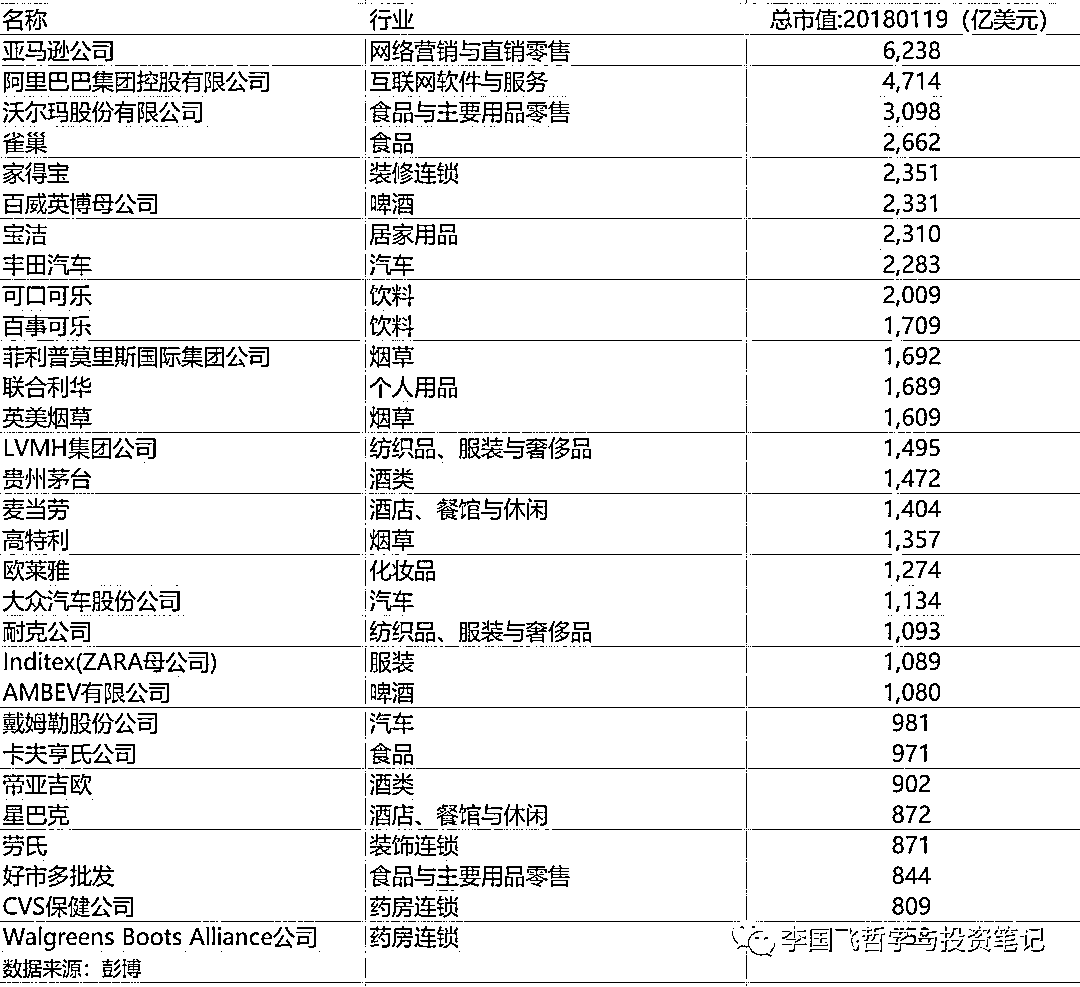 名称 行业 总市值:20180119（亿美元）
亚马逊公司 网络营销与直销零售 6,238
阿里巴巴集团控股有限公司 互联网软件与服务 4,714
沃尔玛股份有限公司 食品与主要用品零售 3,098
雀巢 食品 2,662
家得宝 装修连锁 2,351
百威英博母公司 啤酒 2,331
宝洁 居家用品 2,310
丰田汽车 汽车 2,283
可口可乐 饮料 2,009
百事可乐 饮料 1,709
菲利普莫里斯国际集团公司 烟草 1,692
联合利华 个人用品 1,689
英美烟草 烟草 1,609
LVMH集团公司 纺织品、服装与奢侈品 1,495
贵州茅台 酒类 1,472
麦当劳 酒店、餐馆与休闲 1,404
高特利 烟草 1,357
欧莱雅 化妆品 1,274
大众汽车股份公司 汽车 1,134
耐克公司 纺织品、服装与奢侈品 1,093
Inditex(ZARA母公司) 服装 1,089
AMBEV有限公司 啤酒 1,080
戴姆勒股份公司 汽车 981
卡夫亨氏公司 食品 971
帝亚吉欧 酒类 902
星巴克 酒店、餐馆与休闲 872
劳氏 装饰连锁 871
好市多批发 食品与主要用品零售 844
CVS保健公司 药房连锁 809
Walgreens Boots Alliance公司 药房连锁 李国飞哲学与投资笔记
数据来源：彭博